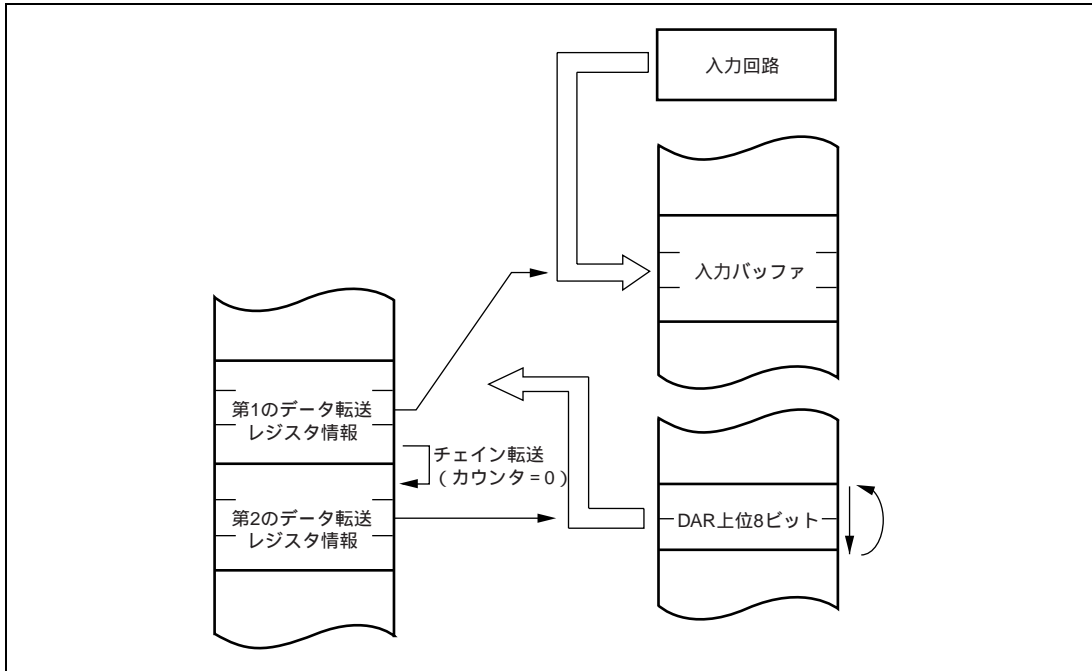 入力回路
入力バッファ
第1のデータ転送
レジスタ情報
チェイン転送
（カウンタ=0）
第2のデータ転送
レジスタ情報
DAR上位8ビット